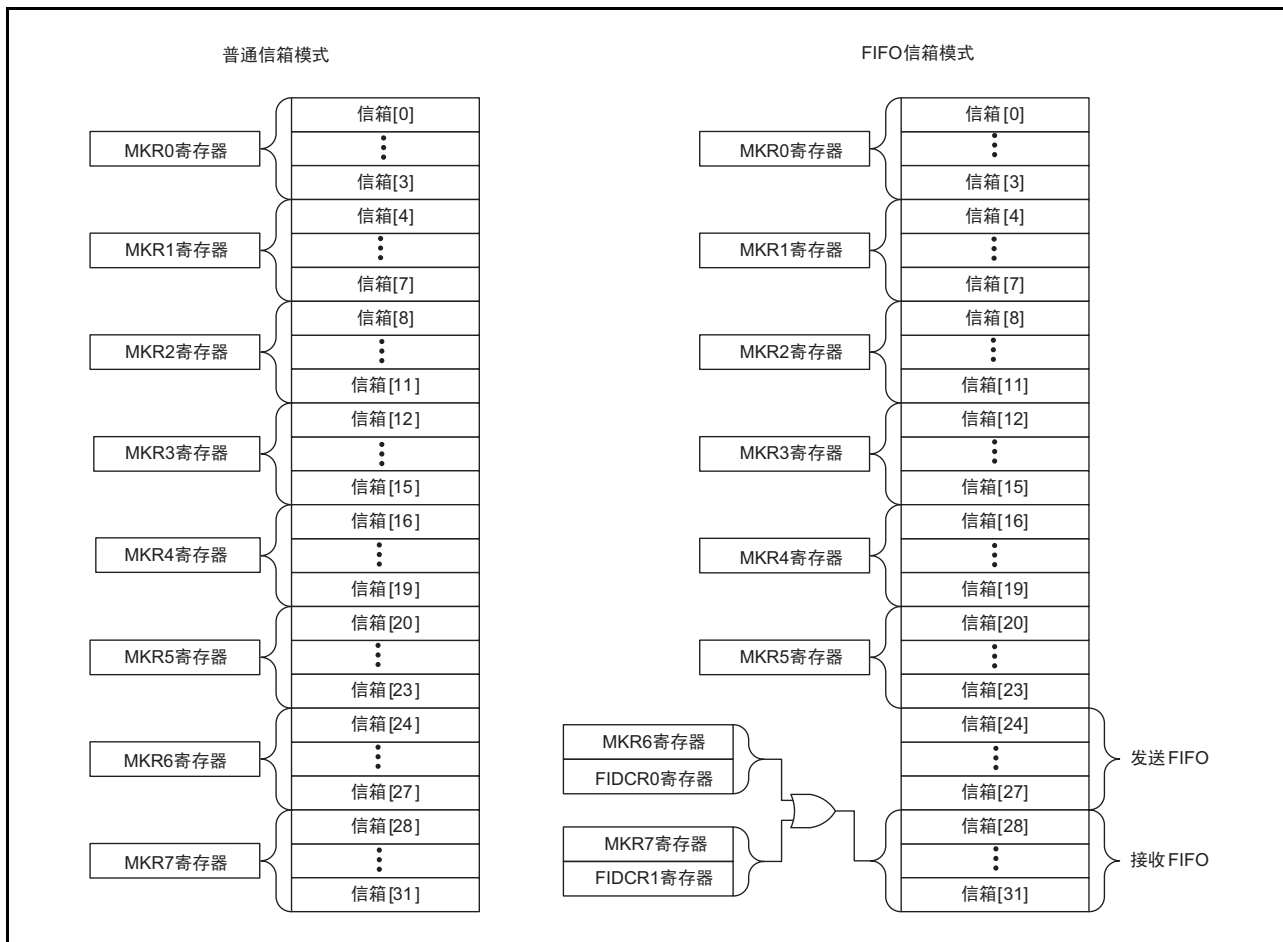 普通信箱模式
MKR0寄存器
信箱[0]
信箱[3]
MKR1寄存器
信箱[4]
信箱[7]
MKR2寄存器
信箱[8]
信箱[11]
MKR3寄存器
信箱[12]
信箱[15]
MKR4寄存器
信箱[16]
信箱[19]
MKR5寄存器
信箱[20]
信箱[23]
MKR6寄存器
信箱[24]
信箱[27]
MKR7寄存器
信箱[28]
信箱[31]
FIFO信箱模式
MKR0寄存器
信箱[0]
信箱[3]
MKR1寄存器
信箱[4]
信箱[7]
MKR2寄存器
信箱[8]
信箱[11]
MKR3寄存器
信箱[12]
信箱[15]
MKR4寄存器
信箱[16]
信箱[19]
MKR5寄存器
信箱[20]
信箱[23]
MKR6寄存器
FIDCR0寄存器
信箱[24]
信箱[27]
发送FIFO
MKR7寄存器
FIDCR1寄存器
信箱[28]
信箱[31]
接收FIFO